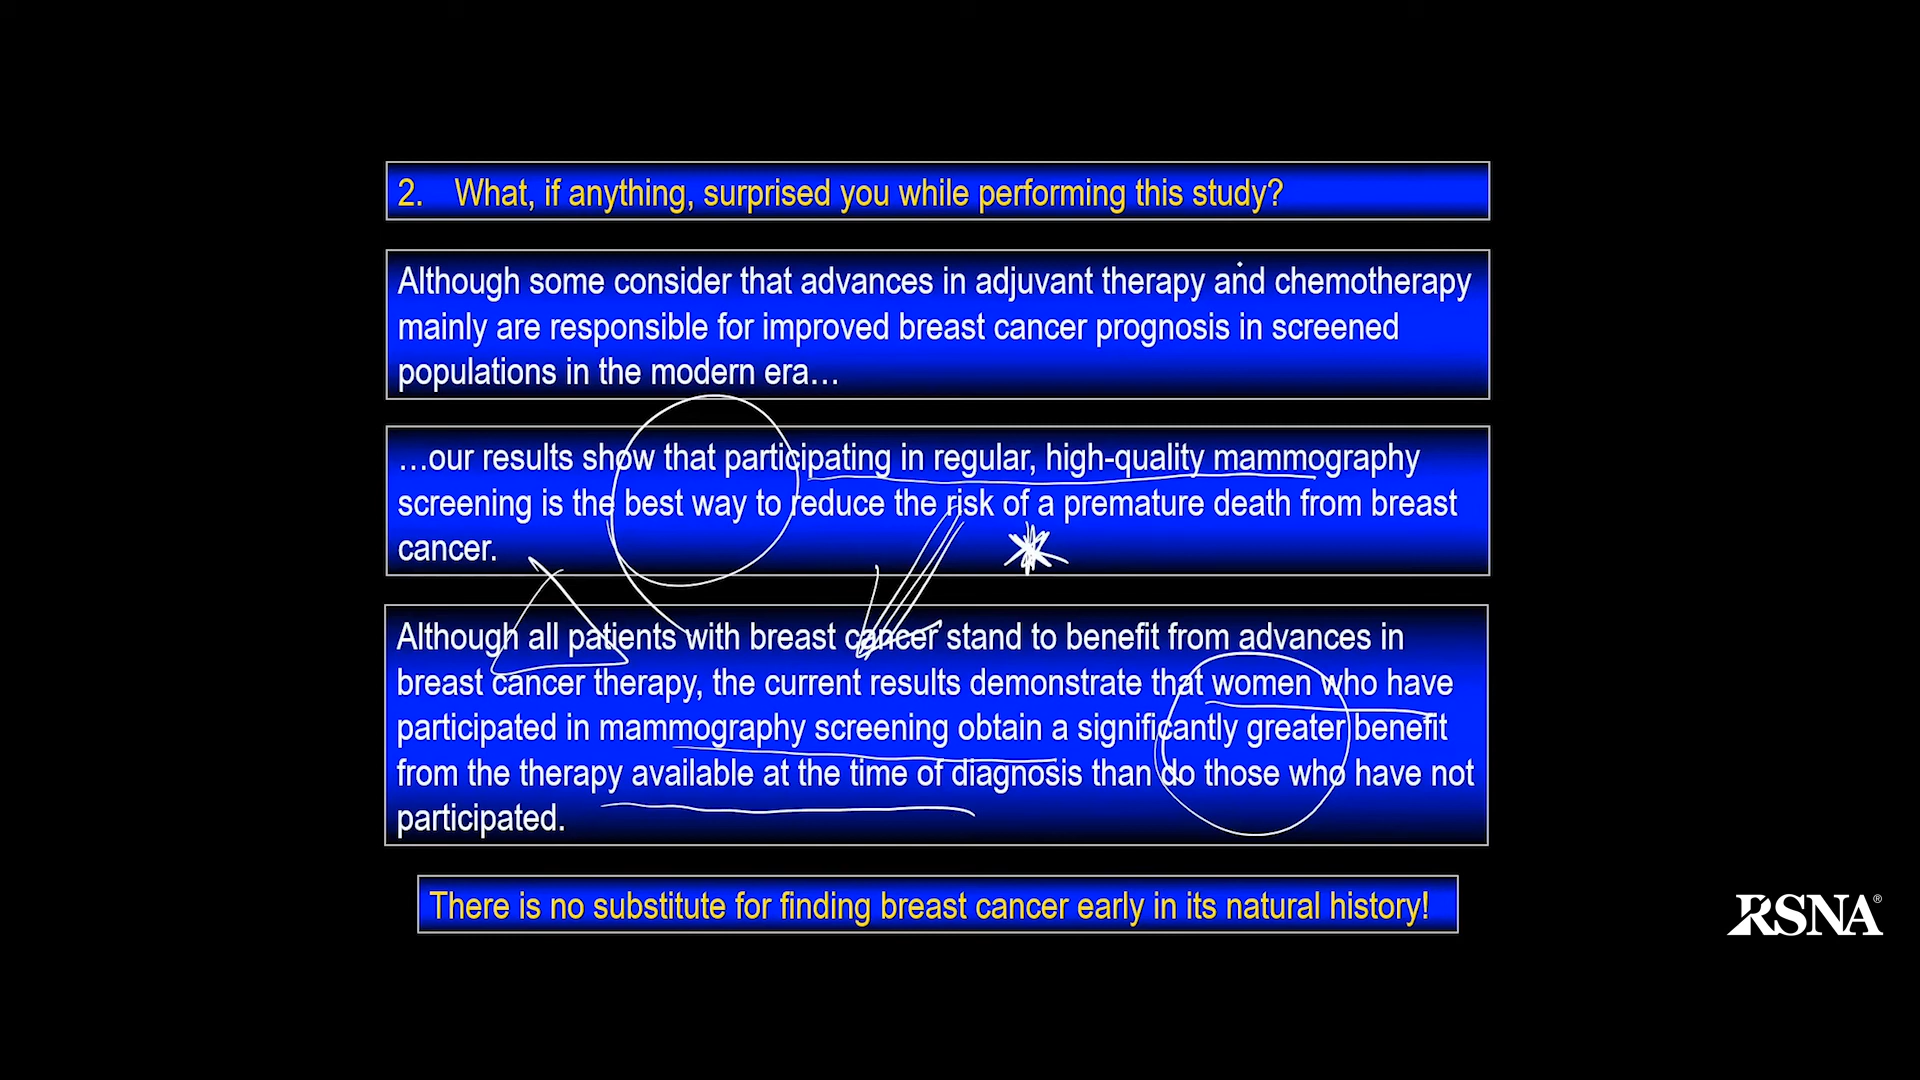 2. What, if anything, surprised you while performing this study?
Although some consider that advances in adjuvant therapy and chemotherapy
mainly are responsible for improved breast cancer prognosis in screened
populations in the modern era…
…our results show that participating in regular, high-quality mammography
screening is the best way to reduce the risk of a premature death from breast
cancer.
Although all patients with breast cancer stand to benefit from advances in
breast cancer therapy, the current results demonstrate that women who have
participated in mammography screening obtain a significantly greater benefit
from the therapy available at the time of diagnosis than do those who have not
participated.
There is no substitute for finding breast cancer early in its natural history!
RSNA®